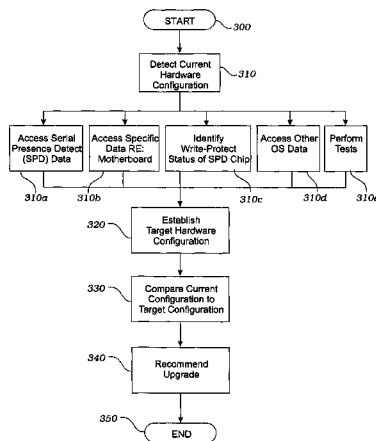 START
300
Detect Current
Hardware
Configuration
310
Access Serial
Presence Detect
(SPD) Data
310a
Access Specific
Data RE:
Motherboard
310b
Identify
Write-Protect
Status of SPD Chip
310c
Access Other
OS Data
310d
Perform
Tests
310e
Establish
Target Hardware
Configuration
320
Compare Current
Configuration to
Target Configuration
330
Recommend
Upgrade
340
END
350